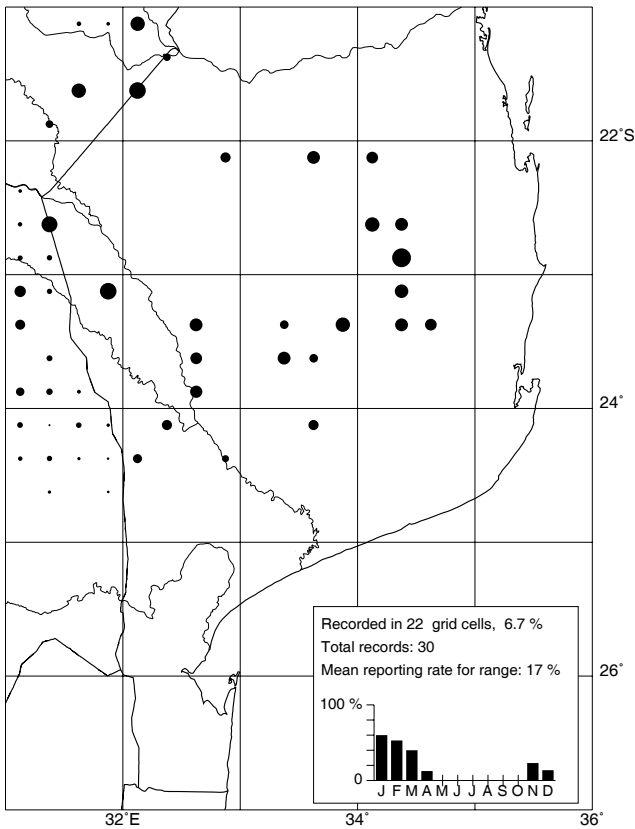 22°S
24°
Recorded in 22 grid cells, 6.7 %
Total records: 30
Mean reporting rate for range: 17 %
26°
100 %
0
J F M A M J J A S O N D
32°E
34°
36°